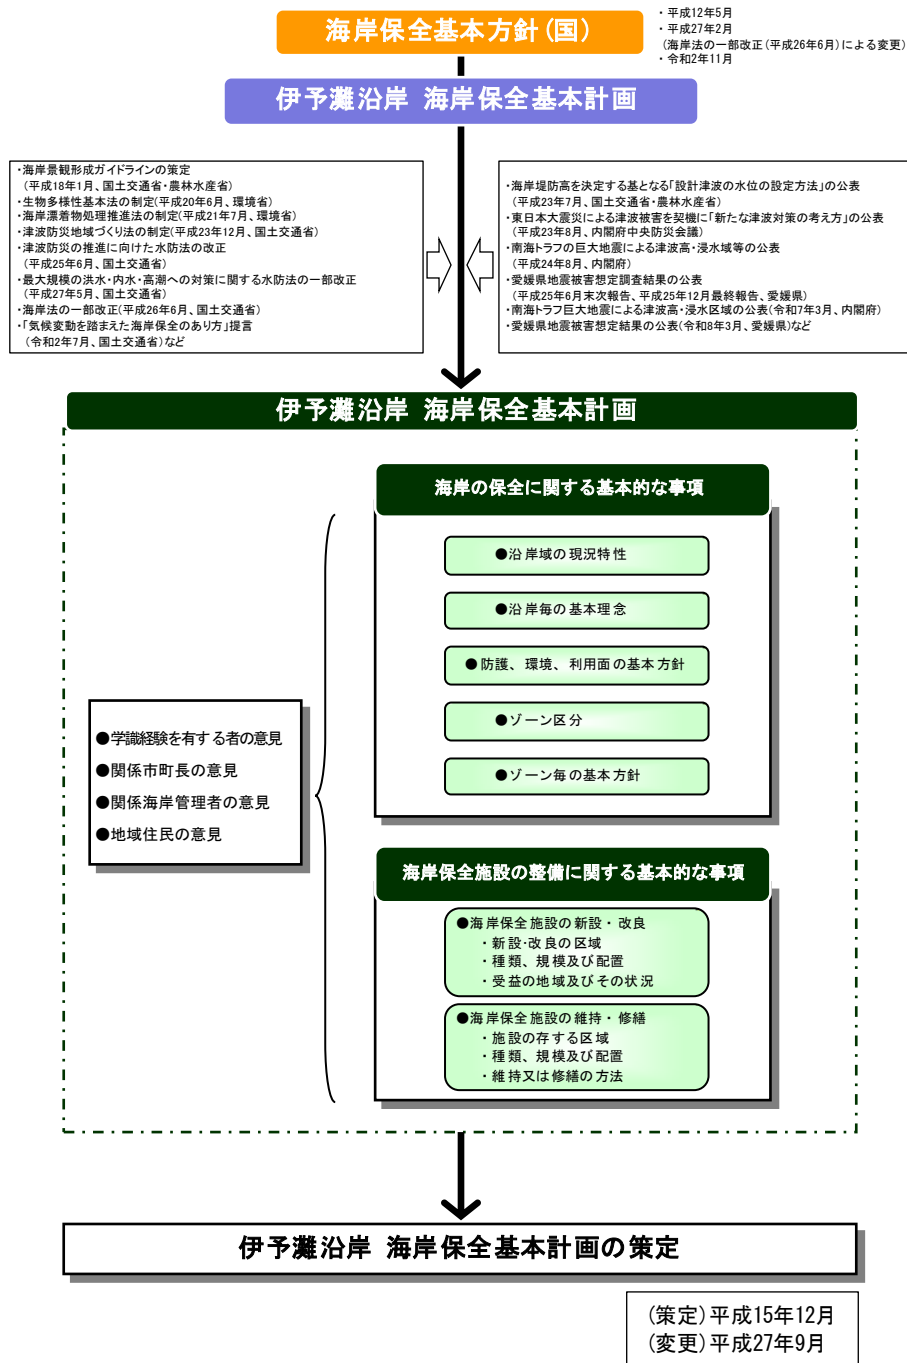 海岸保全基本方針(国)
・平成12年5月
・平成27年2月
(海岸法の一部改正(平成26年6月)による変更)
・令和2年11月
伊予灘沿岸 海岸保全基本計画
・海岸景観形成ガイドラインの策定
(平成18年1月、国土交通省・農林水産省)
・生物多様性基本法の制定(平成20年6月、環境省)
・海岸漂着物処理推進法の制定(平成21年7月、環境省)
・津波防災地域づくり法の制定(平成23年12月、国土交通省)
・津波防災の推進に向けた水防法の改正
(平成25年6月、国土交通省)
・最大規模の洪水・内水・高潮への対策に関する水防法の一部改正
(平成27年5月、国土交通省)
・海岸法の一部改正(平成26年6月、国土交通省)
・「気候変動を踏まえた海岸保全のあり方」提言
(令和2年7月、国土交通省)など
・海岸堤防高を決定する基となる「設計津波の水位の設定方法」の公表
(平成23年7月、国土交通省・農林水産省)
・東日本大震災による津波被害を契機に「新たな津波対策の考え方」の公表
(平成23年8月、内閣府中央防災会議)
・南海トラフの巨大地震による津波高・浸水域等の公表
(平成24年8月、内閣府)
・愛媛県地震被害想定調査結果の公表
(平成25年6月末次報告、平成25年12月最終報告、愛媛県)
・南海トラフ巨大地震による津波高・浸水区域の公表(令和7年3月、内閣府)
・愛媛県地震被害想定結果の公表(令和8年3月、愛媛県)など
伊予灘沿岸 海岸保全基本計画
海岸の保全に関する基本的な事項
●沿岸域の現況特性
●沿岸毎の基本理念
●防護、環境、利用面の基本方針
●ゾーン区分
●ゾーン毎の基本方針
●学識経験を有する者の意見
●関係市町長の意見
●関係海岸管理者の意見
●地域住民の意見
海岸保全施設の整備に関する基本的な事項
●海岸保全施設の新設・改良
・新設・改良の区域
・種類、規模及び配置
・受益の地域及びその状況
●海岸保全施設の維持・修繕
・施設の存する区域
・種類、規模及び配置
・維持又は修繕の方法
伊予灘沿岸 海岸保全基本計画の策定
(策定)平成15年12月
(変更)平成27年9月